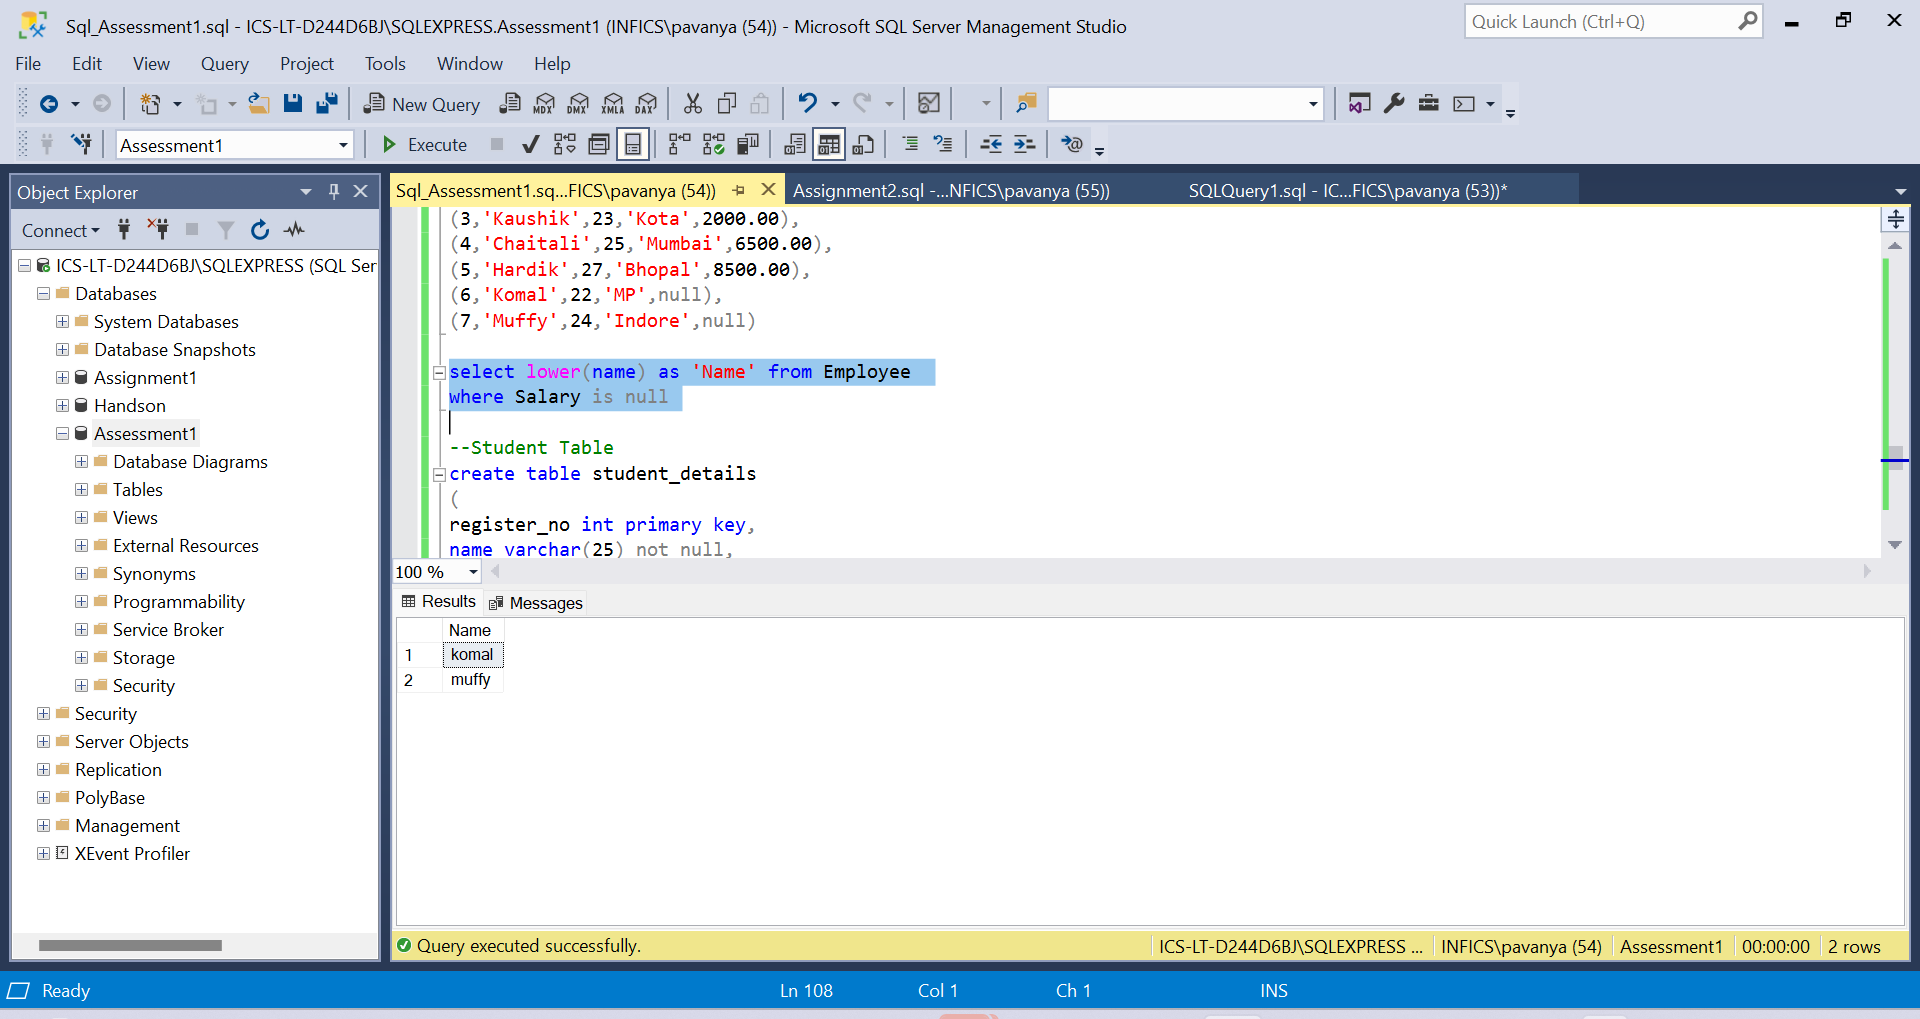 Sql_Assessment1.sql - ICS-LT-D244D6BJ\SQLEXPRESS.Assessment1 (INFICS\pavanya (54)) - Microsoft SQL Server Management Studio
Quick Launch (Ctrl+Q)
File Edit View Query Project Tools Window Help
New Query MDX DMX XMLA DAX
Assessment1 Execute
Object Explorer
Connect
ICS-LT-D244D6BJ\SQLEXPRESS (SQL Ser
Databases
System Databases
Database Snapshots
Assignment1
Handson
Assessment1
Database Diagrams
Tables
Views
External Resources
Synonyms
Programmability
Service Broker
Storage
Security
Security
Server Objects
Replication
PolyBase
Management
XEvent Profiler
Sql_Assessment1.sq...FICS\pavanya (54)) Assignment2.sql -...NFICS\pavanya (55)) SQLQuery1.sql - IC...FICS\pavanya (53))*
(3,'Kaushik',23,'Kota',2000.00),
(4,'Chaitali',25,'Mumbai',6500.00),
(5,'Hardik',27,'Bhopal',8500.00),
(6,'Komal',22,'MP',null),
(7,'Muffy',24,'Indore',null)
select lower(name) as 'Name' from Employee
where Salary is null
--Student Table
create table student_details
(
register_no int primary key,
name varchar(25) not null,
100 %
Results Messages
Name
1 komal
2 muffy
Query executed successfully. ICS-LT-D244D6BJ\SQLEXPRESS ... INFICS\pavanya (54) Assessment1 00:00:00 2 rows
Ready Ln 108 Col 1 Ch 1 INS